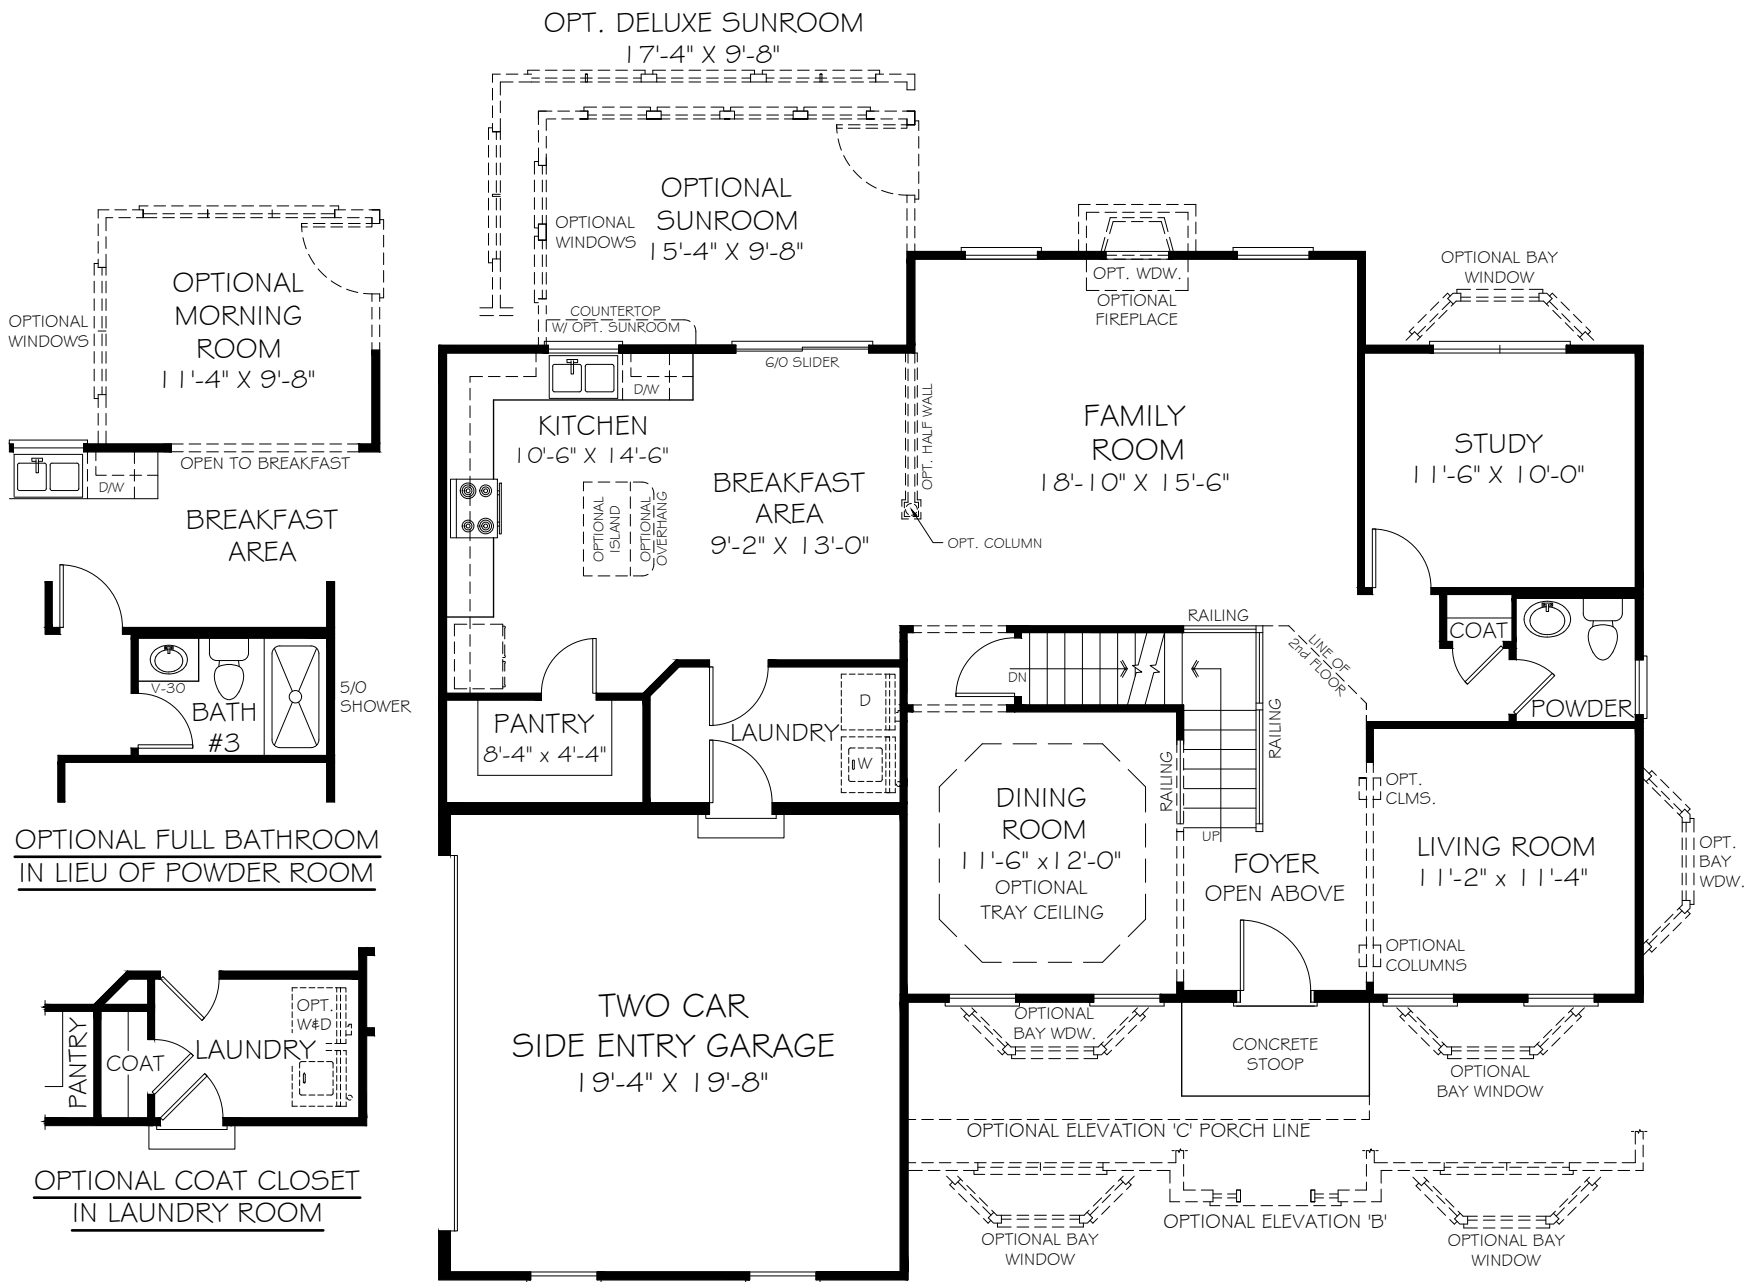 OPT. DELUXE SUNROOM
17'-4" X 9'-8"
OPTIONAL
SUNROOM
15'-4" X 9'-8"
OPTIONAL
WINDOWS
COUNTERTOP
W/ OPT. SUNROOM
6/0 SLIDER
D/W
KITCHEN
10'-6" X 14'-6"
OPTIONAL
ISLAND
OPTIONAL
OVERHANG
BREAKFAST
AREA
9'-2" X 13'-0"
OPT. HALF WALL
OPT. COLUMN
OPT. WDW.
OPTIONAL
FIREPLACE
FAMILY
ROOM
18'-10" X 15'-6"
OPTIONAL BAY
WINDOW
STUDY
11'-6" X 10'-0"
COAT
POWDER
RAILING
LINE OF
2nd FLOOR
DN
RAILING
RAILING
UP
PANTRY
8'-4" x 4'-4"
LAUNDRY
D
W
DINING
ROOM
11'-6" x12'-0"
OPTIONAL
TRAY CEILING
FOYER
OPEN ABOVE
OPT.
CLMS.
OPTIONAL
COLUMNS
LIVING ROOM
11'-2" x 11'-4"
OPT.
BAY
WDW.
OPTIONAL
BAY WDW.
CONCRETE
STOOP
OPTIONAL
BAY WINDOW
TWO CAR
SIDE ENTRY GARAGE
19'-4" X 19'-8"
OPTIONAL ELEVATION 'C' PORCH LINE
OPTIONAL ELEVATION 'B'
OPTIONAL BAY
WINDOW
OPTIONAL BAY
WINDOW
OPTIONAL
MORNING
ROOM
11'-4" X 9'-8"
OPTIONAL
WINDOWS
OPEN TO BREAKFAST
D/W
BREAKFAST
AREA
V-30
BATH
#3
5/0
SHOWER
OPTIONAL FULL BATHROOM
IN LIEU OF POWDER ROOM
PANTRY
COAT
LAUNDRY
OPT.
W&D
OPTIONAL COAT CLOSET
IN LAUNDRY ROOM